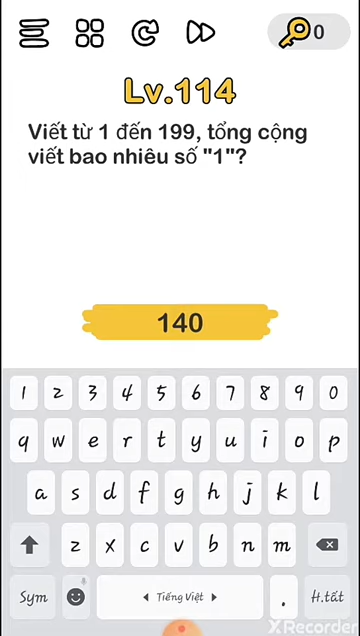 0
Lv.114
Viết từ 1 đến 199, tổng cộng
viết bao nhiêu số "1"?
140
1 2 3 4 5 6 7 8 9 0
q w e r t y u i o p
a s d f g h j k l
z x c v b n m
Sym Tiếng Việt . H.tất
XRecorder